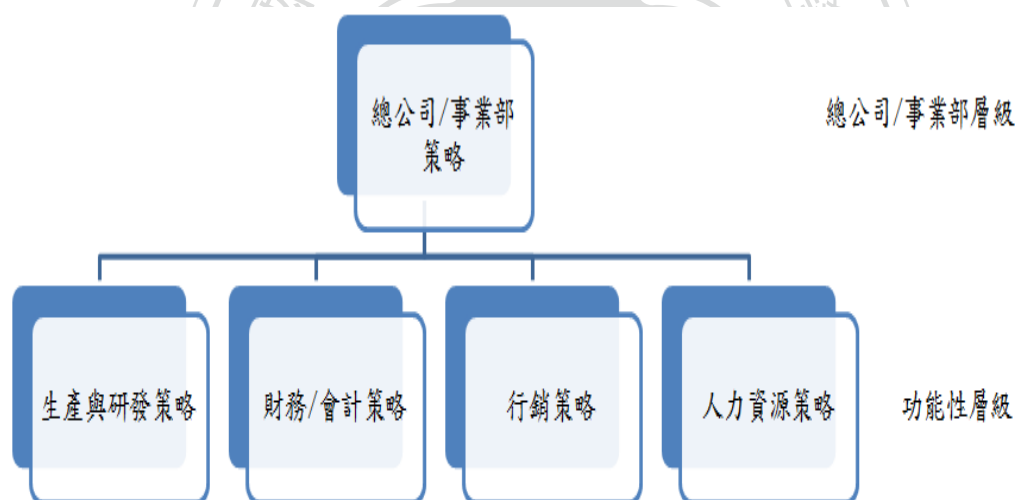 總公司/事業部
策略
總公司/事業部層級
生產與研發策略
財務/會計策略
行銷策略
人力資源策略
功能性層級